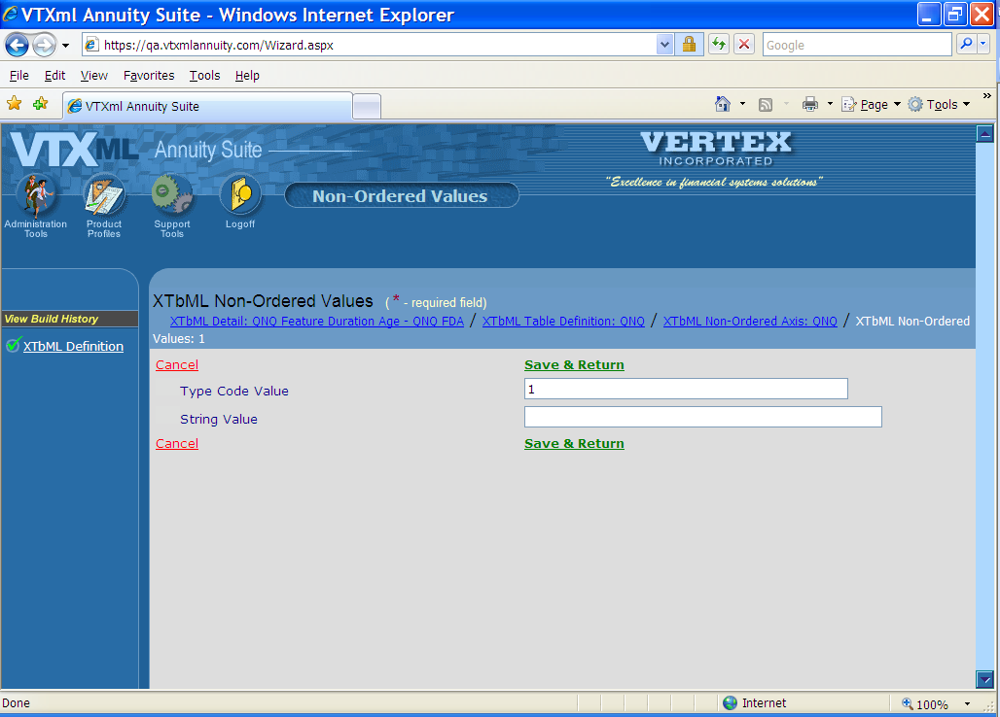 VTXml Annuity Suite - Windows Internet Explorer
https://qa.vtxmlannuity.com/Wizard.aspx
Google
File Edit View Favorites Tools Help
VTXml Annuity Suite
Page Tools »
VTXML Annuity Suite
VERTEX
INCORPORATED
"Excellence in financial systems solutions"
Non-Ordered Values
Administration Tools
Product Profiles
Support Tools
Logoff
View Build History
XTbML Definition
XTbML Non-Ordered Values ( * - required field)
XTbML Detail: QNQ Feature Duration Age - QNQ FDA / XTbML Table Definition: QNQ / XTbML Non-Ordered Axis: QNQ / XTbML Non-Ordered
Values: 1
Cancel Save & Return
Type Code Value 1
String Value
Cancel Save & Return
Done Internet 100%